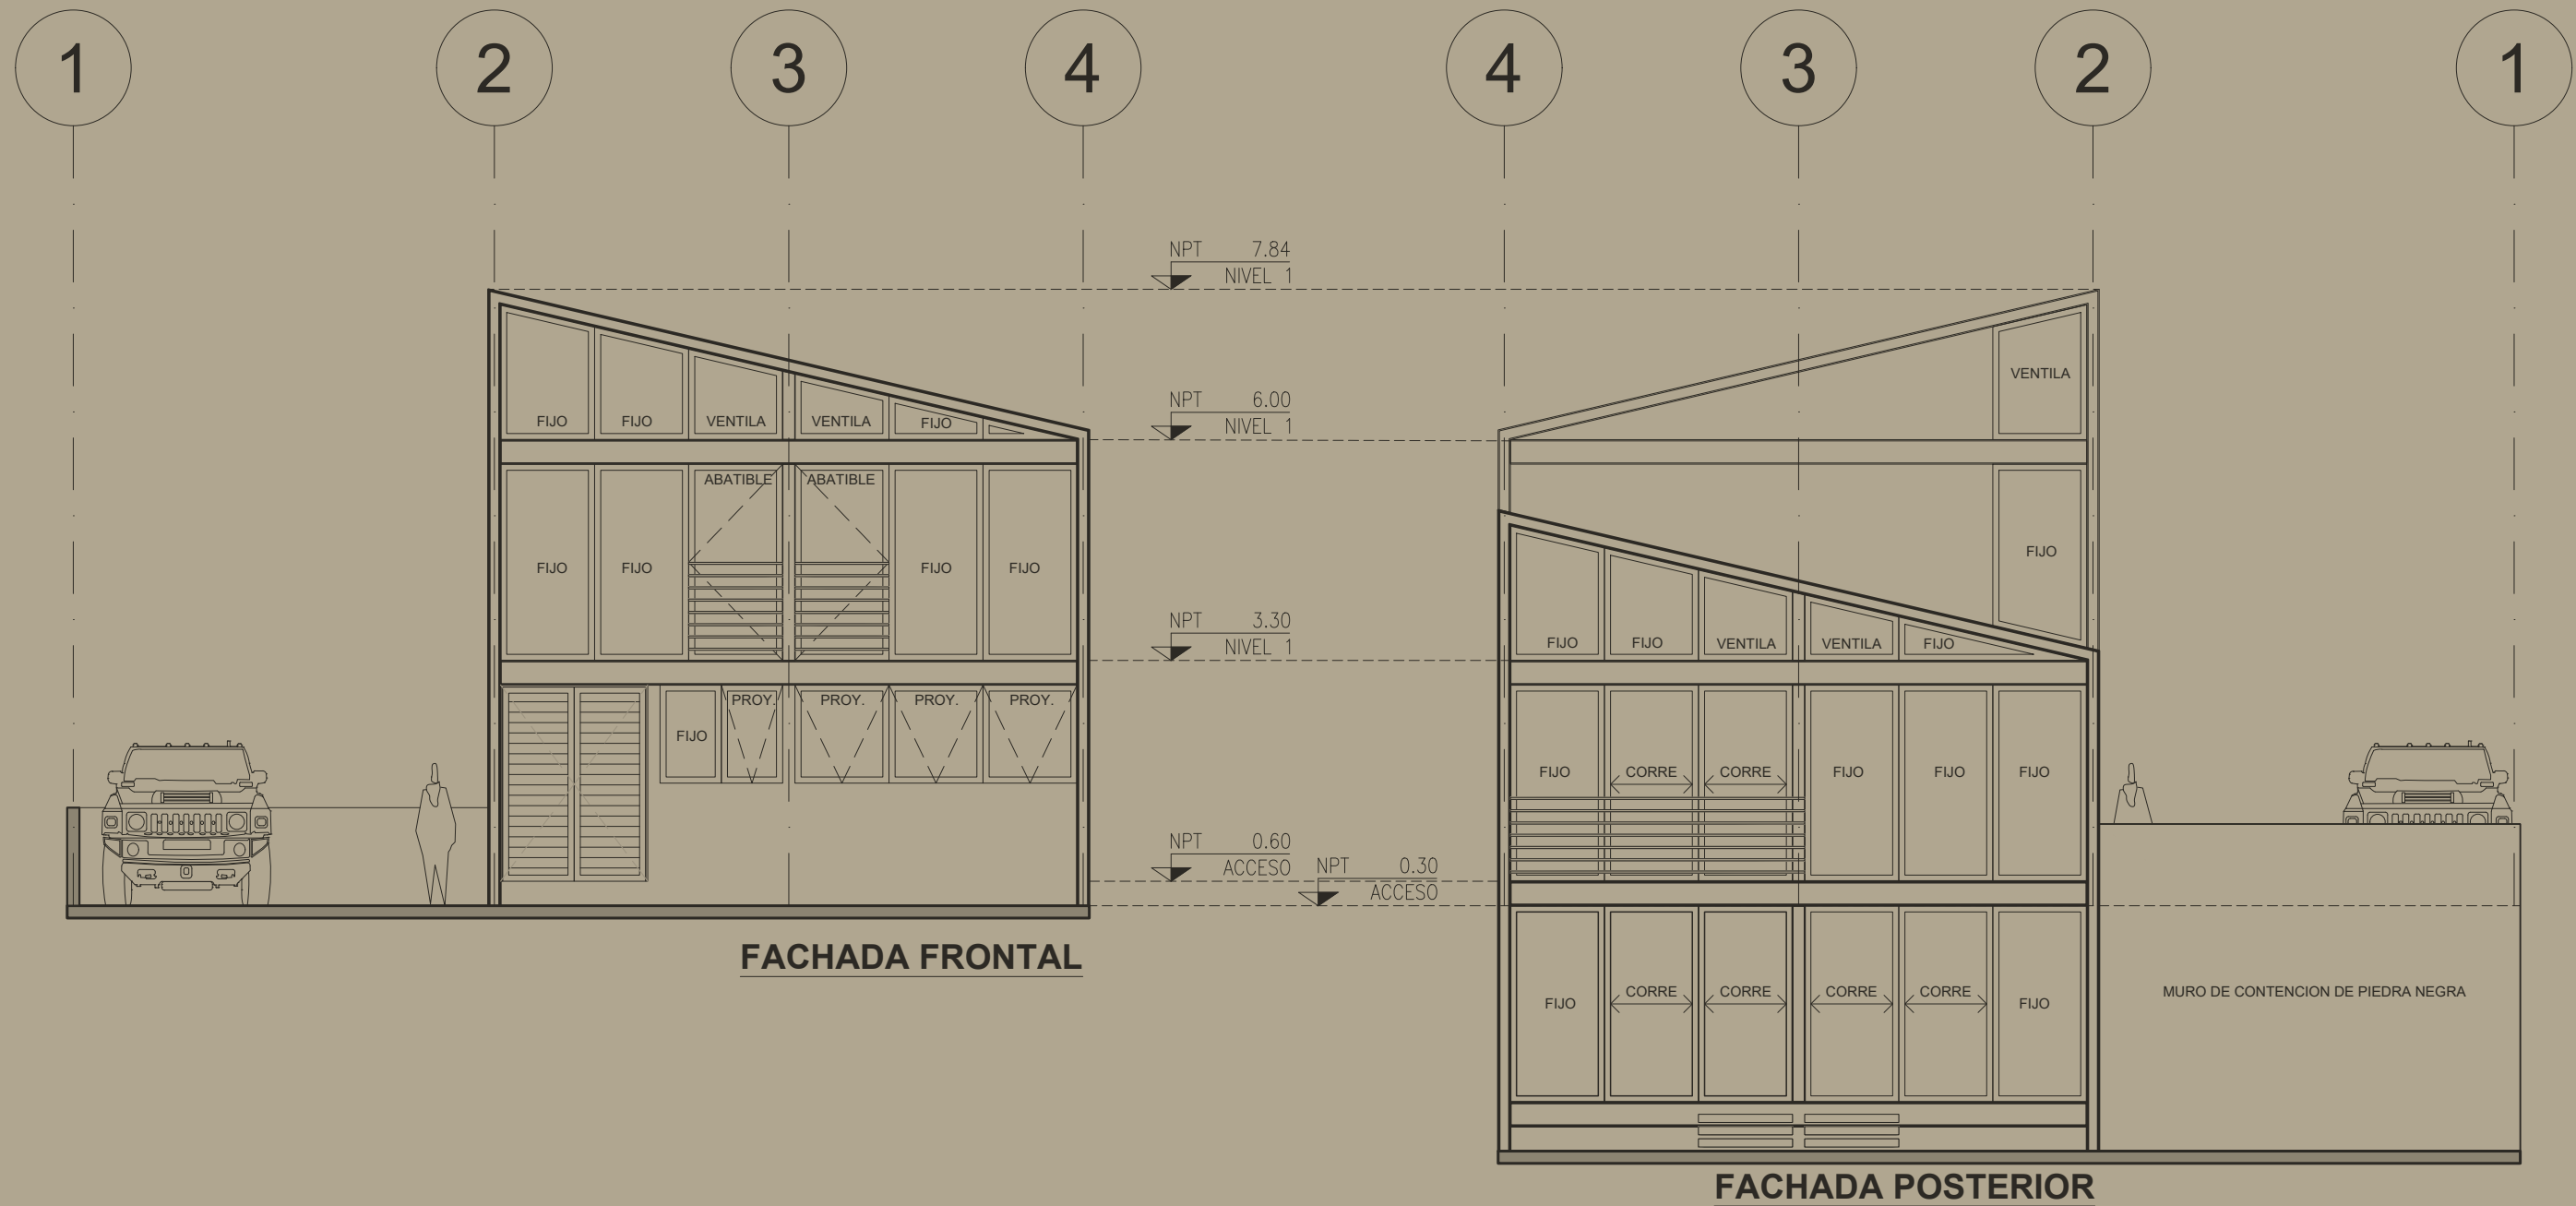 1 2 3 4 4 3 2 1
NPT 7.84
NIVEL 1
VENTILA
NPT 6.00
NIVEL 1
FIJO FIJO VENTILA VENTILA FIJO
ABATIBLE ABATIBLE
FIJO
FIJO FIJO FIJO FIJO
NPT 3.30
NIVEL 1
FIJO FIJO VENTILA VENTILA FIJO
PROY. PROY. PROY. PROY.
FIJO
FIJO CORRE CORRE FIJO FIJO FIJO
NPT 0.60
ACCESO
NPT 0.30
ACCESO
FACHADA FRONTAL
FIJO CORRE CORRE CORRE CORRE FIJO
MURO DE CONTENCION DE PIEDRA NEGRA
FACHADA POSTERIOR